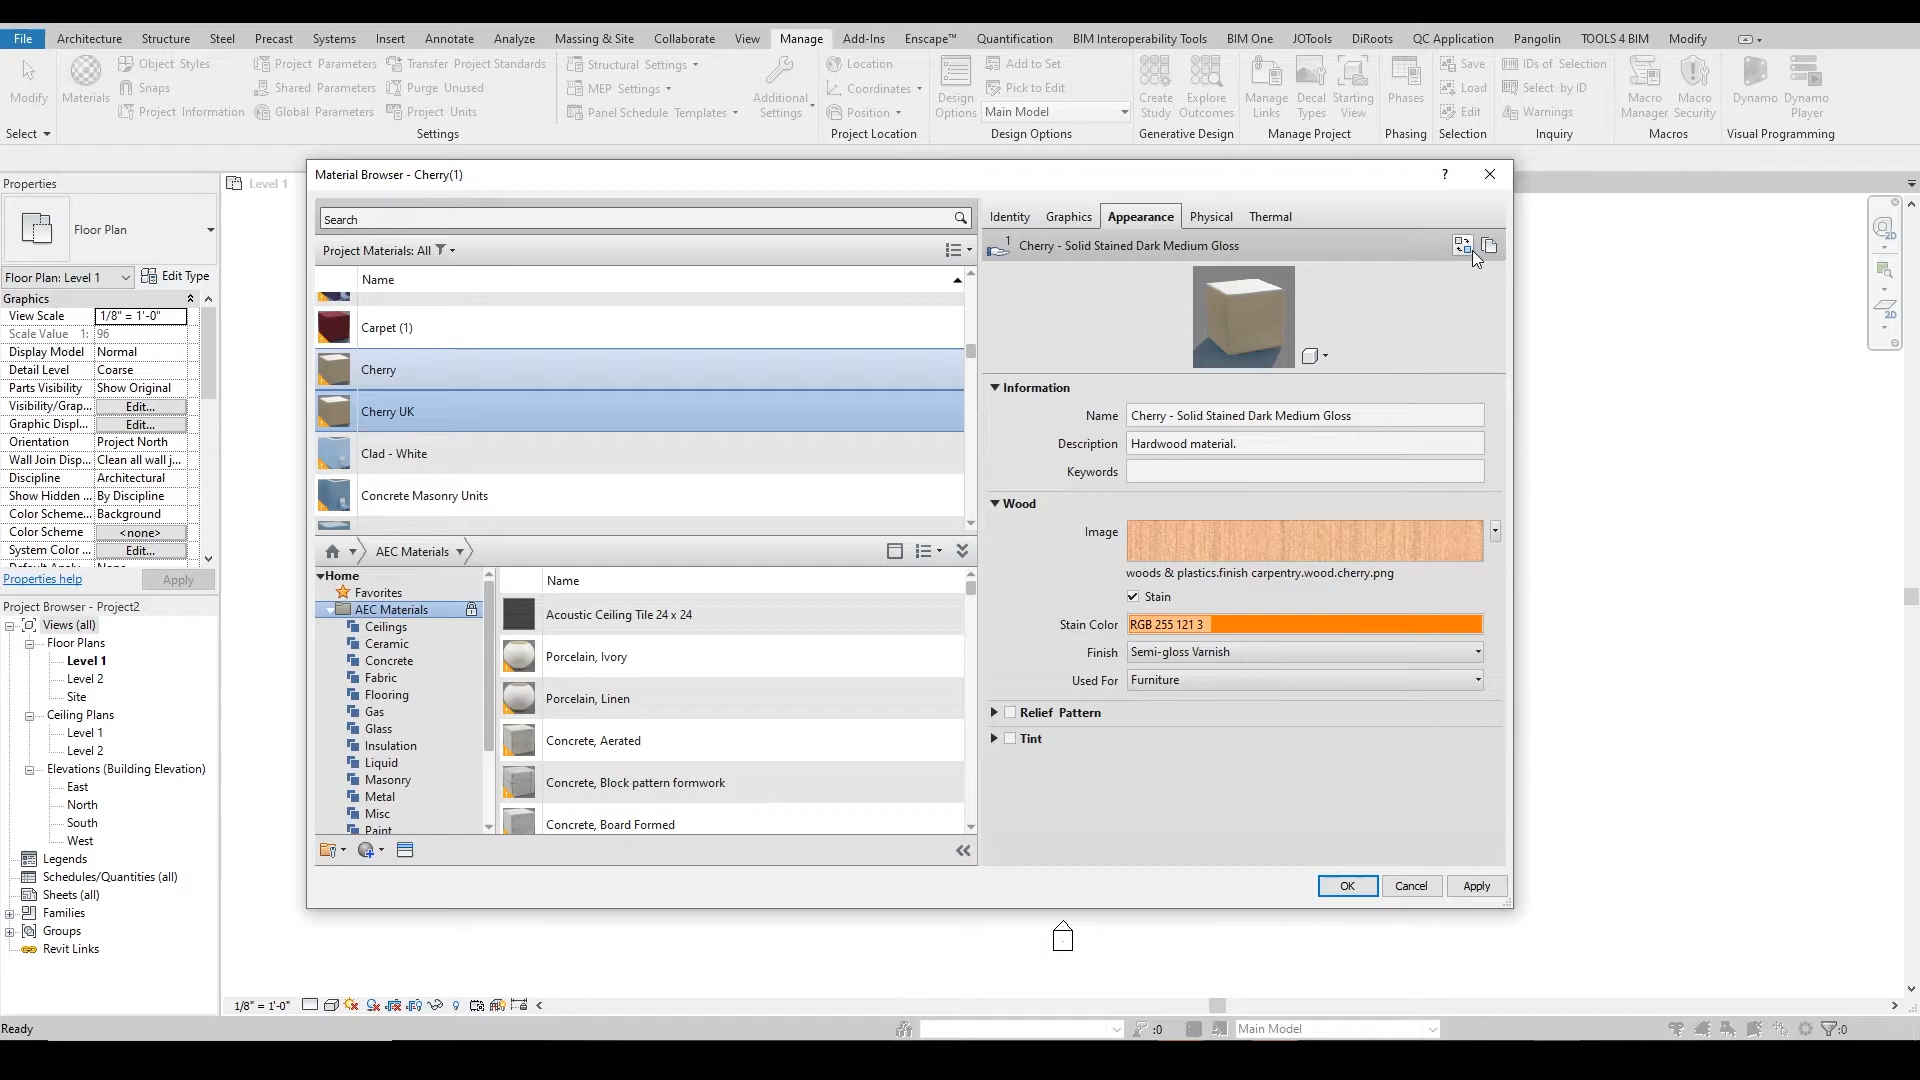 File Architecture Structure Steel Precast Systems Insert Annotate Analyze Massing & Site Collaborate View Manage Add-Ins Enscape™ Quantification BIM Interoperability Tools BIM One JOTools DiRoots QC Application Pangolin TOOLS 4 BIM Modify
Modify
Select
Materials
Object Styles
Snaps
Project Information
Project Parameters
Shared Parameters
Global Parameters
Transfer Project Standards
Purge Unused
Project Units
Settings
Structural Settings
MEP Settings
Panel Schedule Templates
Additional
Settings
Location
Coordinates
Position
Project Location
Design
Options
Add to Set
Pick to Edit
Main Model
Design Options
Create
Study
Explore
Outcomes
Generative Design
Manage
Links
Decal
Types
Starting
View
Manage Project
Phases
Phasing
Save
Load
Edit
Selection
IDs of Selection
Select by ID
Warnings
Inquiry
Macro
Manager
Macro
Security
Macros
Dynamo
Dynamo
Player
Visual Programming
Properties
Floor Plan
Floor Plan: Level 1
Edit Type
Graphics
View Scale 1/8" = 1'-0"
Scale Value 1: 96
Display Model Normal
Detail Level Coarse
Parts Visibility Show Original
Visibility/Grap... Edit...
Graphic Displ... Edit...
Orientation Project North
Wall Join Disp... Clean all wall j...
Discipline Architectural
Show Hidden ... By Discipline
Color Scheme... Background
Color Scheme <none>
System Color ... Edit...
Properties help
Apply
Project Browser - Project2
Views (all)
Floor Plans
Level 1
Level 2
Site
Ceiling Plans
Level 1
Level 2
Elevations (Building Elevation)
East
North
South
West
Legends
Schedules/Quantities (all)
Sheets (all)
Families
Groups
Revit Links
Level 1
Material Browser - Cherry(1)
?
Search
Project Materials: All
Name
Carpet (1)
Cherry
Cherry UK
Clad - White
Concrete Masonry Units
AEC Materials
Home
Favorites
AEC Materials
Ceilings
Ceramic
Concrete
Fabric
Flooring
Gas
Glass
Insulation
Liquid
Masonry
Metal
Misc
Paint
Name
Acoustic Ceiling Tile 24 x 24
Porcelain, Ivory
Porcelain, Linen
Concrete, Aerated
Concrete, Block pattern formwork
Concrete, Board Formed
Identity Graphics Appearance Physical Thermal
1 Cherry - Solid Stained Dark Medium Gloss
Information
Name Cherry - Solid Stained Dark Medium Gloss
Description Hardwood material.
Keywords
Wood
Image
woods & plastics.finish carpentry.wood.cherry.png
Stain
Stain Color RGB 255 121 3
Finish Semi-gloss Varnish
Used For Furniture
Relief Pattern
Tint
OK Cancel Apply
2D
2D
1/8" = 1'-0"
Ready
:0
Main Model
:0